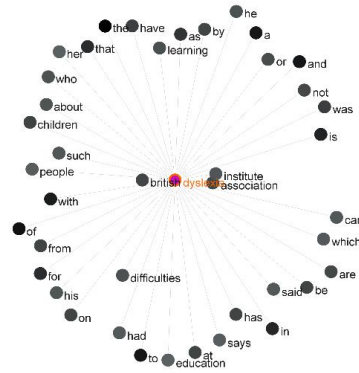 he
the
have
by
a
as
her
that
learning
or
and
who
not
about
was
children
is
such
people
institute
british
association
with
can
of
from
which
for
difficulties
are
his
said
be
on
has
had
in
says
to
at
education